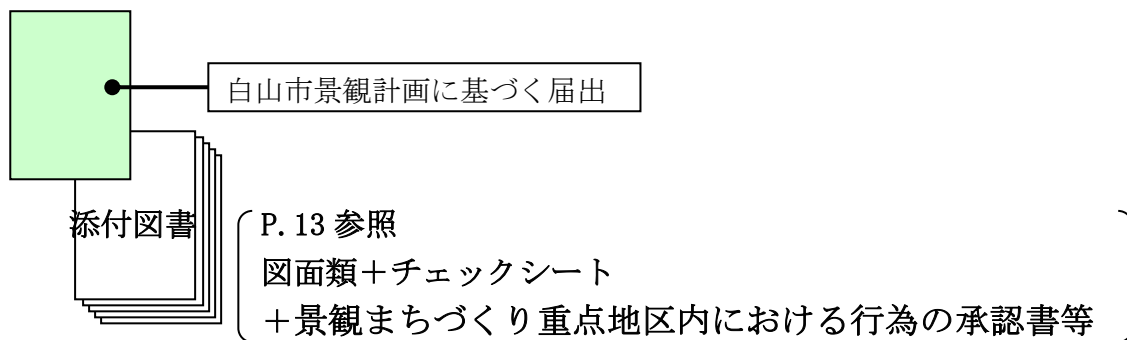 白山市景観計画に基づく届出
添付図書
P.13 参照
図面類+チェックシート
+景観まちづくり重点地区内における行為の承認書等